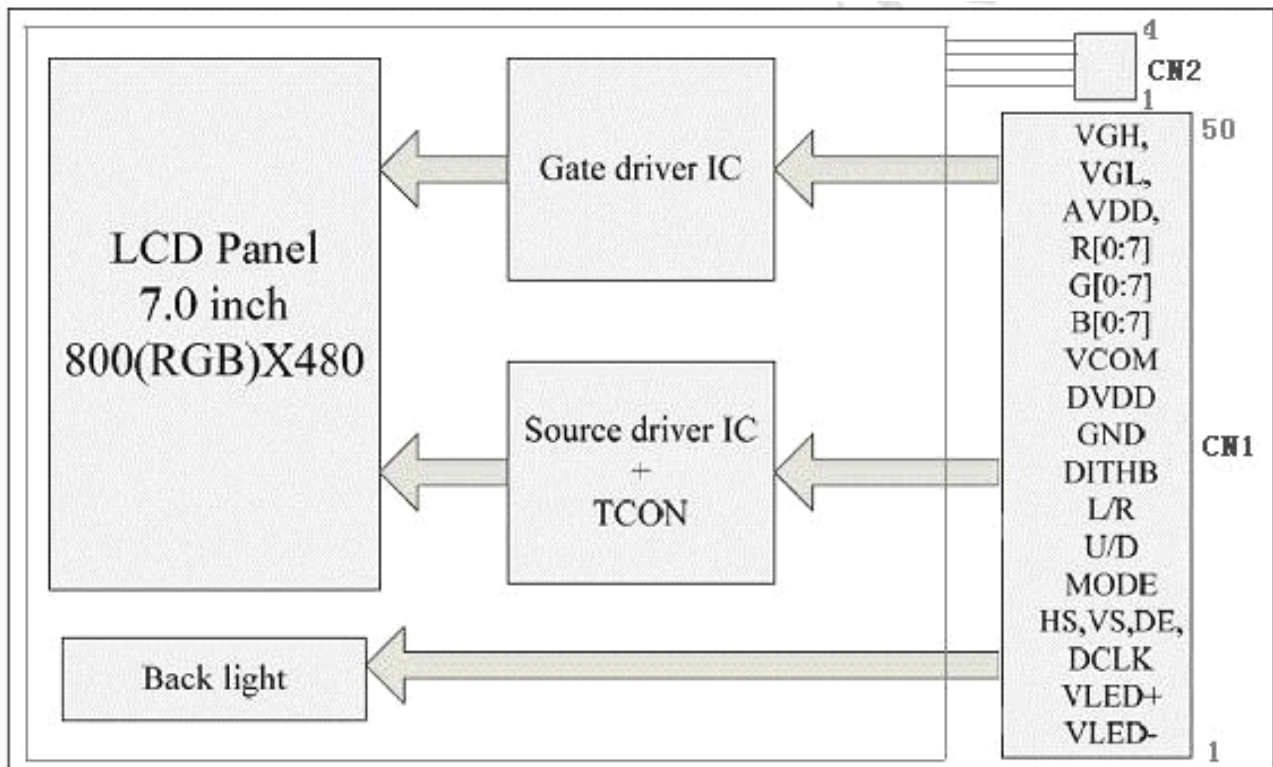 LCD Panel
7.0 inch
800(RGB)X480
Gate driver IC
Source driver IC
+
TCON
Back light
4
CN2
1
50
VGH,
VGL,
AVDD,
R[0:7]
G[0:7]
B[0:7]
VCOM
DVDD
GND
DITHB
L/R
U/D
MODE
HS,VS,DE,
DCLK
VLED+
VLED-
CN1
1